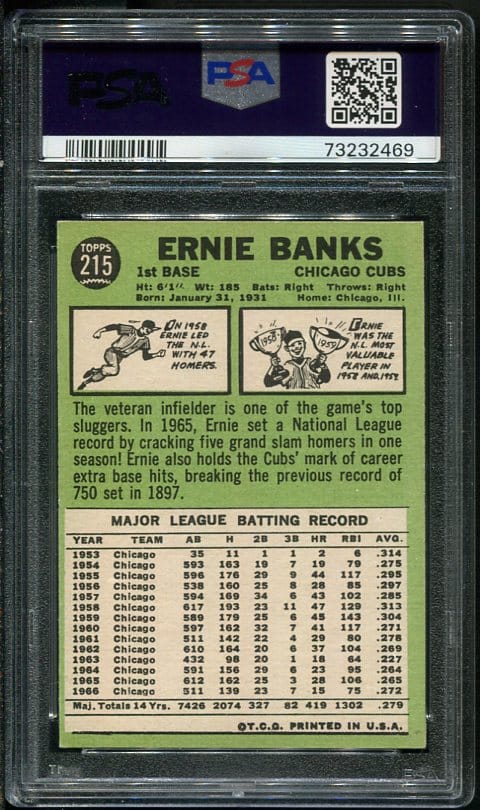 PSA
PSA
73232469
TOPPS
215
ERNIE BANKS
1st BASE CHICAGO CUBS
Ht: 6'1" Wt: 185 Bats: Right Throws: Right
Born: January 31, 1931 Home: Chicago, Ill.
IN 1958
ERNIE LED
THE N.L.
WITH 47
HOMERS.
1958
1959
ERNIE
WAS THE
N.L. MOST
VALUABLE
PLAYER IN
1958 AND 1959.
The veteran infielder is one of the game's top
sluggers. In 1965, Ernie set a National League
record by cracking five grand slam homers in one
season! Ernie also holds the Cubs' mark of career
extra base hits, breaking the previous record of
750 set in 1897.
MAJOR LEAGUE BATTING RECORD
YEAR TEAM AB H 2B 3B HR RBI AVG.
1953 Chicago 35 11 1 1 2 6 .314
1954 Chicago 593 163 19 7 19 79 .275
1955 Chicago 596 176 29 9 44 117 .295
1956 Chicago 538 160 25 8 28 85 .297
1957 Chicago 594 169 34 6 43 102 .285
1958 Chicago 617 193 23 11 47 129 .313
1959 Chicago 589 179 25 6 45 143 .304
1960 Chicago 597 162 32 7 41 117 .271
1961 Chicago 511 142 22 4 29 80 .278
1962 Chicago 610 164 20 6 37 104 .269
1963 Chicago 432 98 20 1 18 64 .227
1964 Chicago 591 156 29 6 23 95 .264
1965 Chicago 612 162 25 3 28 106 .265
1966 Chicago 511 139 23 7 15 75 .272
Maj. Totals 14 Yrs. 7426 2074 327 82 419 1302 .279
©T.C.G. PRINTED IN U.S.A.
PSA